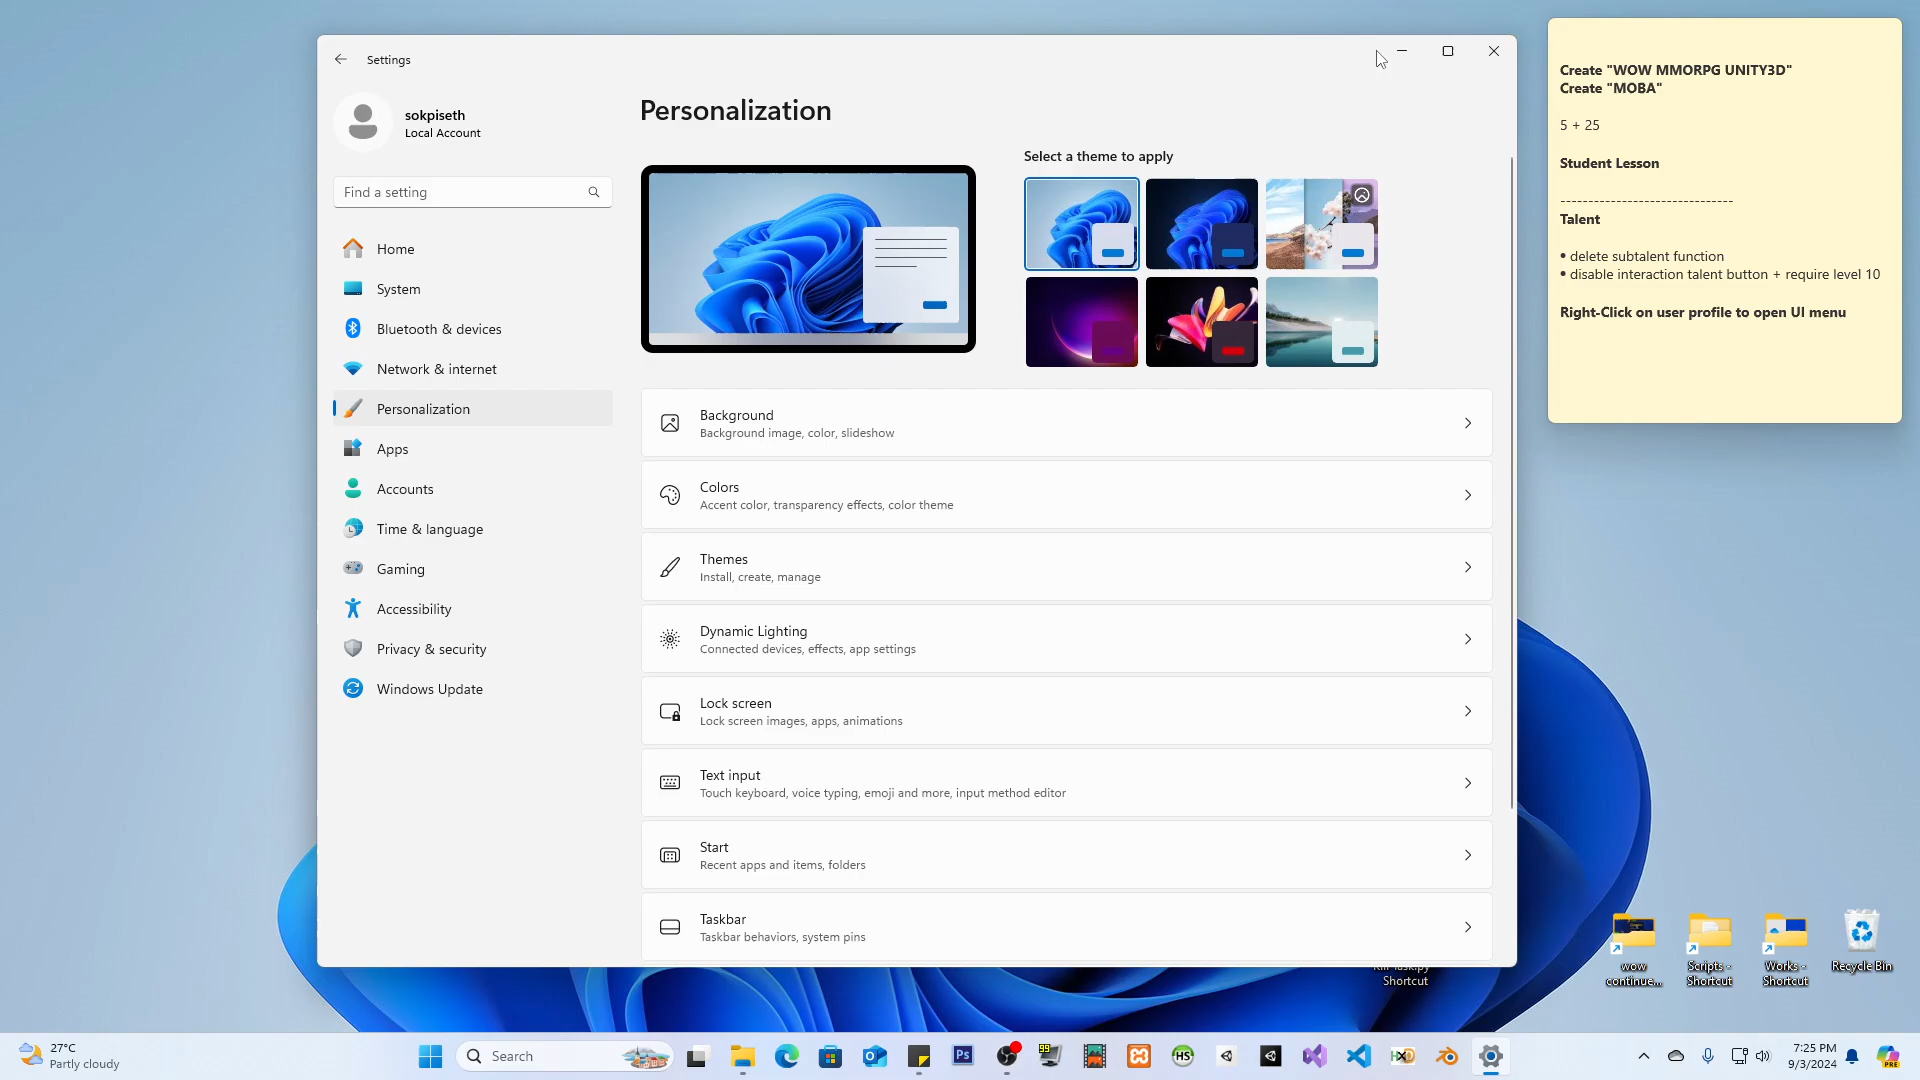 Settings
sokpiseth
Local Account
Find a setting
Home
System
Bluetooth & devices
Network & internet
Personalization
Apps
Accounts
Time & language
Gaming
Accessibility
Privacy & security
Windows Update
Personalization
Select a theme to apply
Background
Background image, color, slideshow
Colors
Accent color, transparency effects, color theme
Themes
Install, create, manage
Dynamic Lighting
Connected devices, effects, app settings
Lock screen
Lock screen images, apps, animations
Text input
Touch keyboard, voice typing, emoji and more, input method editor
Start
Recent apps and items, folders
Taskbar
Taskbar behaviors, system pins
Create "WOW MMORPG UNITY3D"
Create "MOBA"
5 + 25
Student Lesson
-------------------------------
Talent
• delete subtalent function
• disable interaction talent button + require level 10
Right-Click on user profile to open UI menu
Shortcut
wow
continue...
Scripts -
Shortcut
Works -
Shortcut
Recycle Bin
27°C
Partly cloudy
Search
Ps
99
HS
HXD
7:25 PM
9/3/2024
PRE